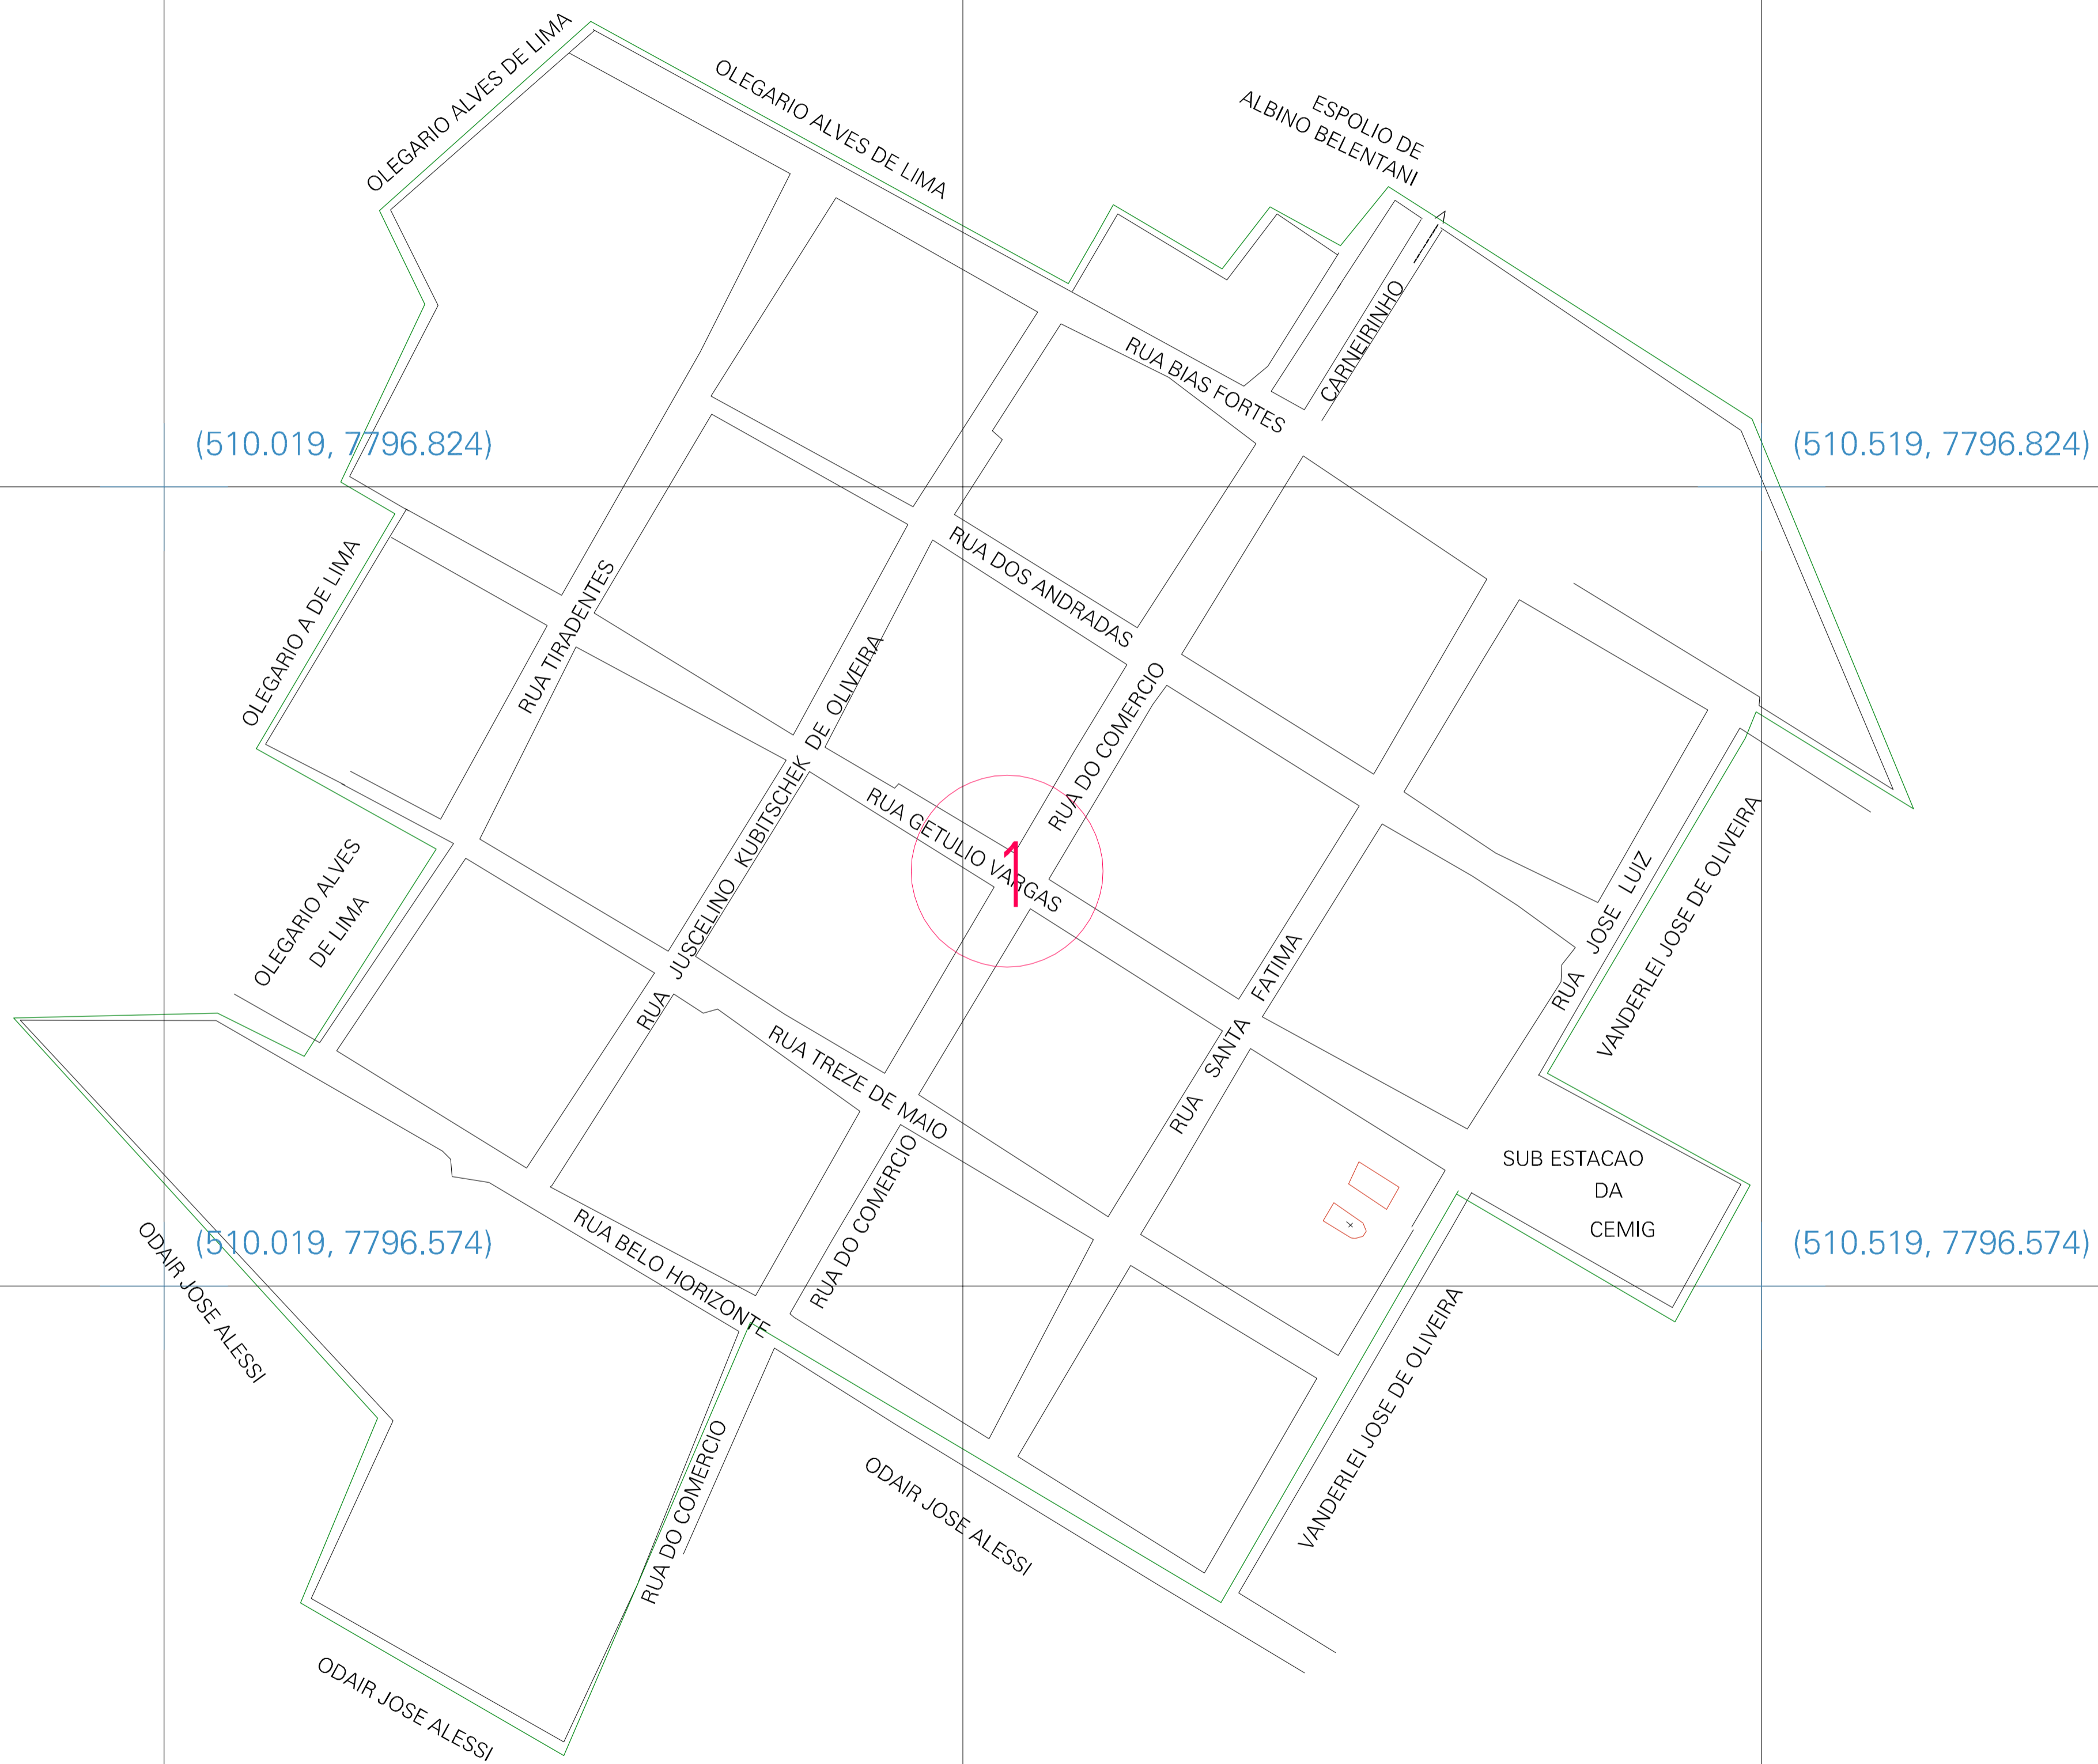 OLEGARIO ALVES DE LIMA
OLEGARIO ALVES DE LIMA
ESPOLIO DE
ALBINO BELENTANI
CARNEIRINHO
RUA BIAS FORTES
(510.019, 7796.824)
(510.519, 7796.824)
OLEGARIO A DE LIMA
RUA TIRADENTES
RUA DOS ANDRADAS
RUA JUSCELINO KUBITSCHEK DE OLIVEIRA
RUA DO COMERCIO
RUA GETULIO VARGAS
1
RUA JOSE LUIZ
VANDERLEI JOSE DE OLIVEIRA
OLEGARIO ALVES
DE LIMA
RUA SANTA FATIMA
RUA TREZE DE MAIO
RUA DO COMERCIO
SUB ESTACAO
DA
CEMIG
(510.019, 7796.574)
(510.519, 7796.574)
ODAIR JOSE ALESSI
RUA BELO HORIZONTE
VANDERLEI JOSE DE OLIVEIRA
RUA DO COMERCIO
ODAIR JOSE ALESSI
ODAIR JOSE ALESSI